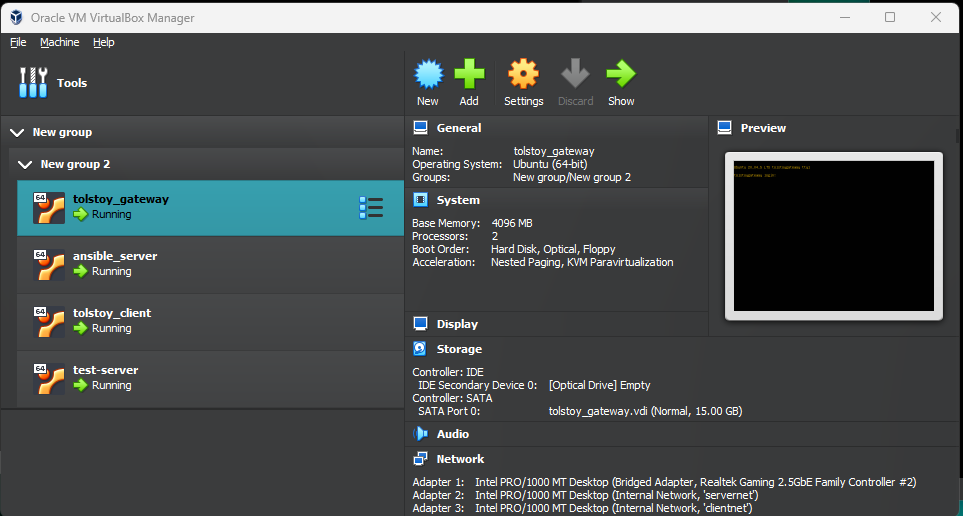 Oracle VM VirtualBox Manager
File Machine Help
Tools
New Add Settings Discard Show
New group
New group 2
64
tolstoy_gateway
Running
64
ansible_server
Running
64
tolstoy_client
Running
64
test-server
Running
General
Name: tolstoy_gateway
Operating System: Ubuntu (64-bit)
Groups: New group/New group 2
System
Base Memory: 4096 MB
Processors: 2
Boot Order: Hard Disk, Optical, Floppy
Acceleration: Nested Paging, KVM Paravirtualization
Preview
Display
Storage
Controller: IDE
IDE Secondary Device 0: [Optical Drive] Empty
Controller: SATA
SATA Port 0: tolstoy_gateway.vdi (Normal, 15.00 GB)
Audio
Network
Adapter 1: Intel PRO/1000 MT Desktop (Bridged Adapter, Realtek Gaming 2.5GbE Family Controller #2)
Adapter 2: Intel PRO/1000 MT Desktop (Internal Network, 'servernet')
Adapter 3: Intel PRO/1000 MT Desktop (Internal Network, 'clientnet')